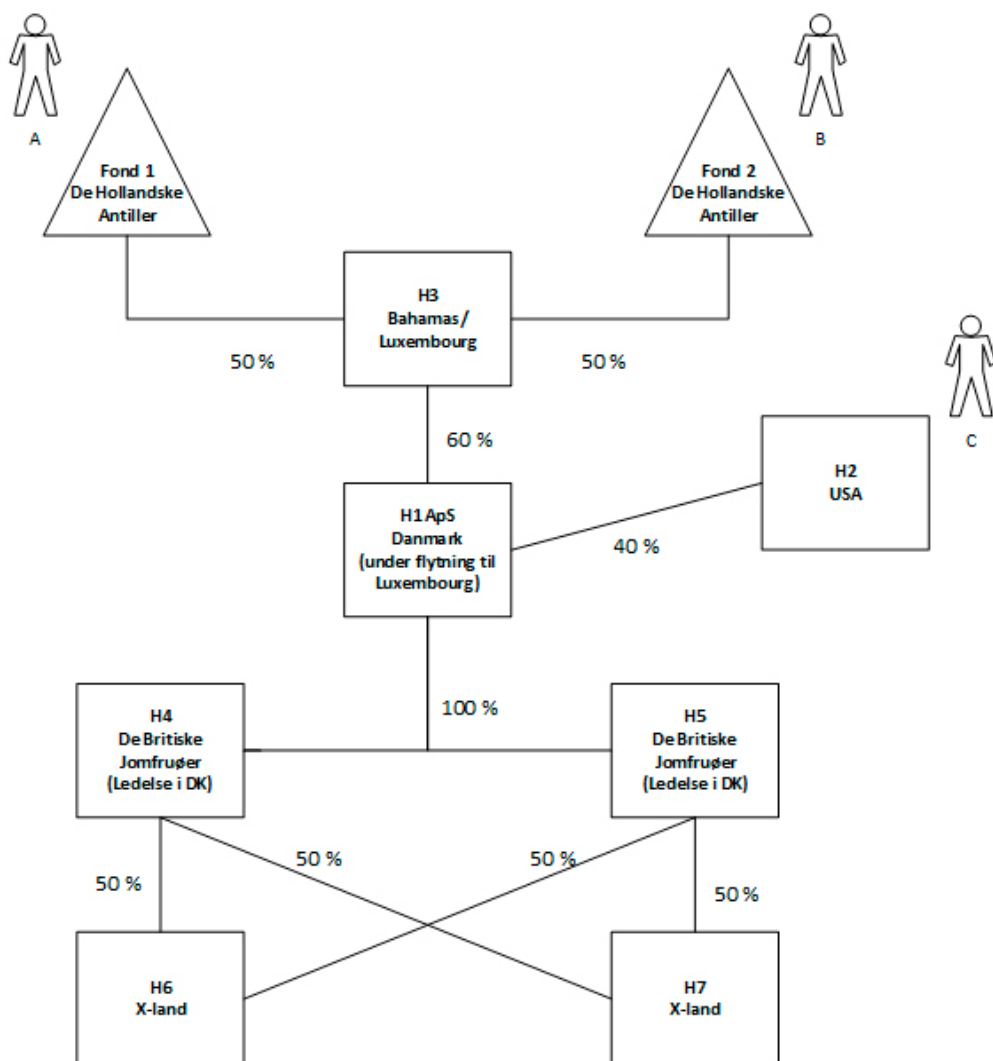 A
B
Fond 1
De Hollandske
Antiller
Fond 2
De Hollandske
Antiller
H3
Bahamas/
Luxembourg
50 %
50 %
C
60 %
H2
USA
H1 ApS
Danmark
(under flytning til
Luxembourg)
40 %
100 %
H4
De Britiske
Jomfruøer
(Ledelse i DK)
H5
De Britiske
Jomfruøer
(Ledelse i DK)
50 %
50 %
50 %
50 %
H6
X-land
H7
X-land